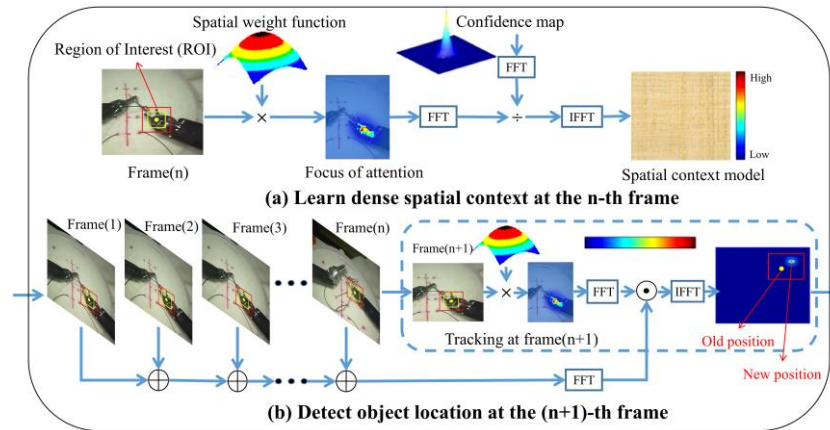 Spatial weight function
Confidence map
Region of Interest (ROI)
FFT
High
×
FFT
÷
IFFT
Low
Frame(n)
Focus of attention
Spatial context model
(a) Learn dense spatial context at the n-th frame
Frame(1)
Frame(2)
Frame(3)
Frame(n)
Frame(n+1)
×
FFT
IFFT
Tracking at frame(n+1)
Old position
New position
FFT
(b) Detect object location at the (n+1)-th frame